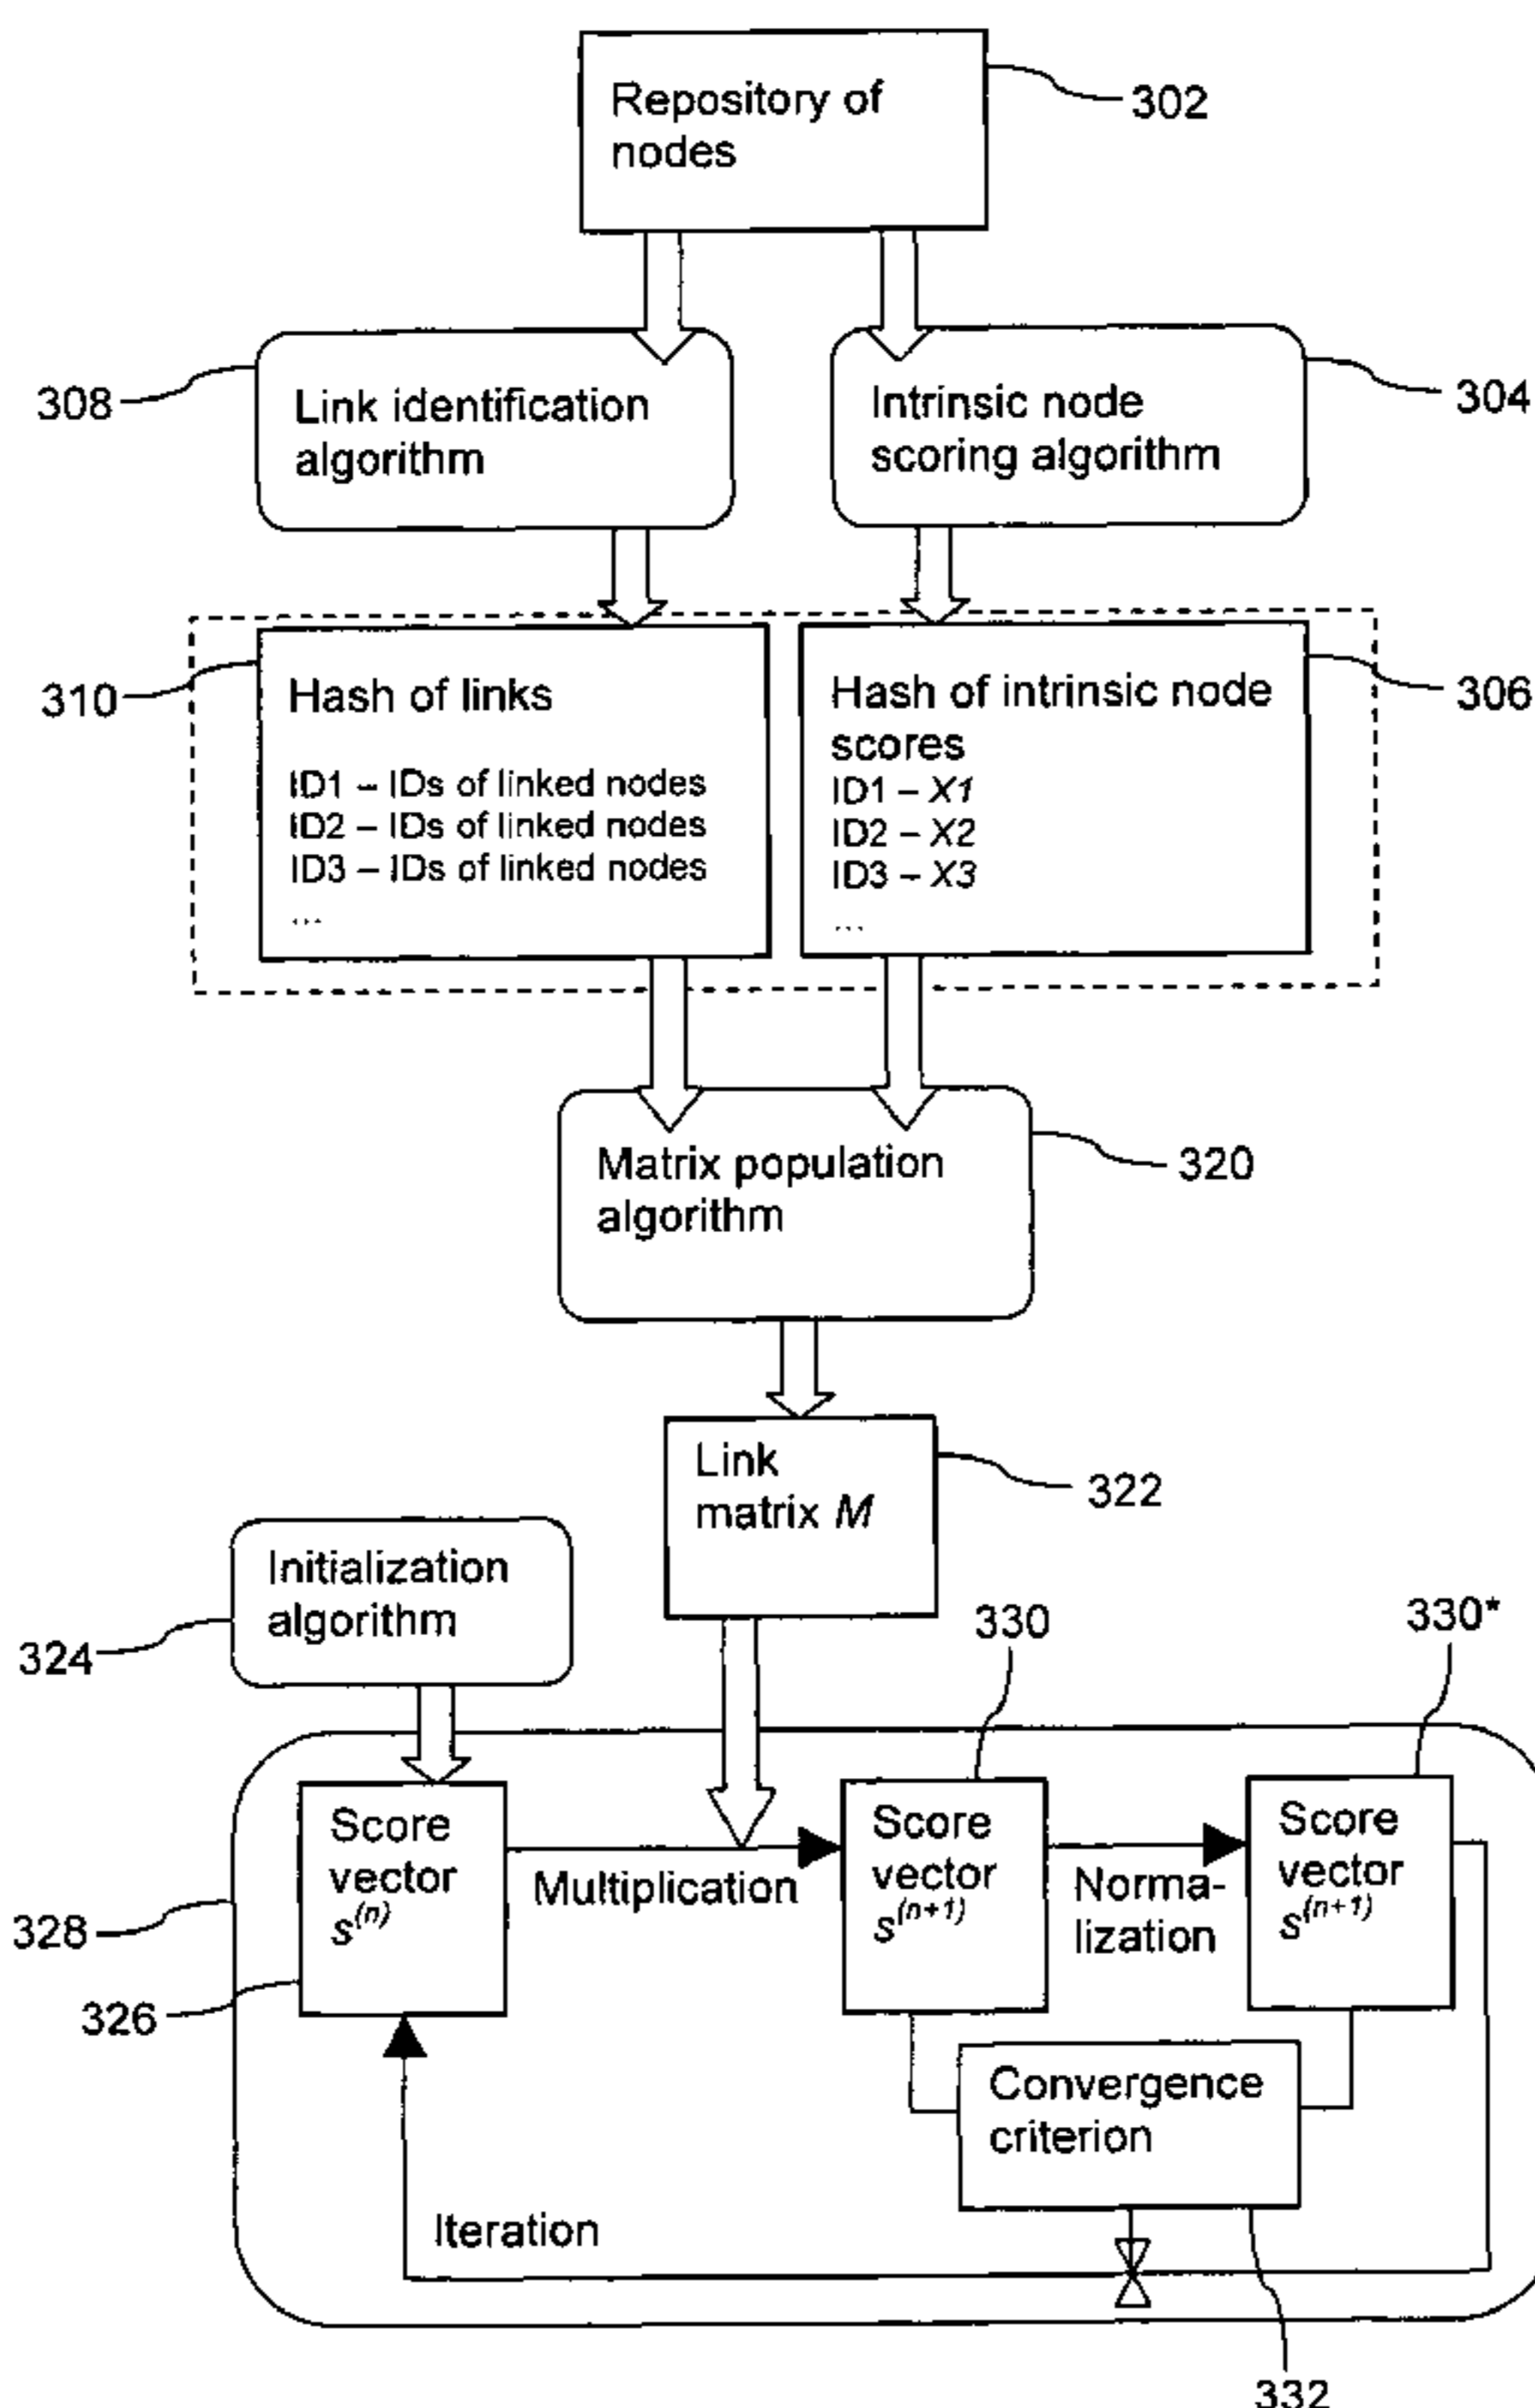 Repository of
nodes
302
308
Link identification
algorithm
Intrinsic node
scoring algorithm
304
310
Hash of links
ID1 – IDs of linked nodes
ID2 – IDs of linked nodes
ID3 – IDs of linked nodes
...
Hash of intrinsic node
scores
ID1 – X1
ID2 – X2
ID3 – X3
...
306
Matrix population
algorithm
320
Link
matrix M
322
Initialization
algorithm
324
330
330*
Score
vector
s(n)
Multiplication
Score
vector
s(n+1)
Norma-
lization
Score
vector
s(n+1)
328
326
Convergence
criterion
Iteration
332